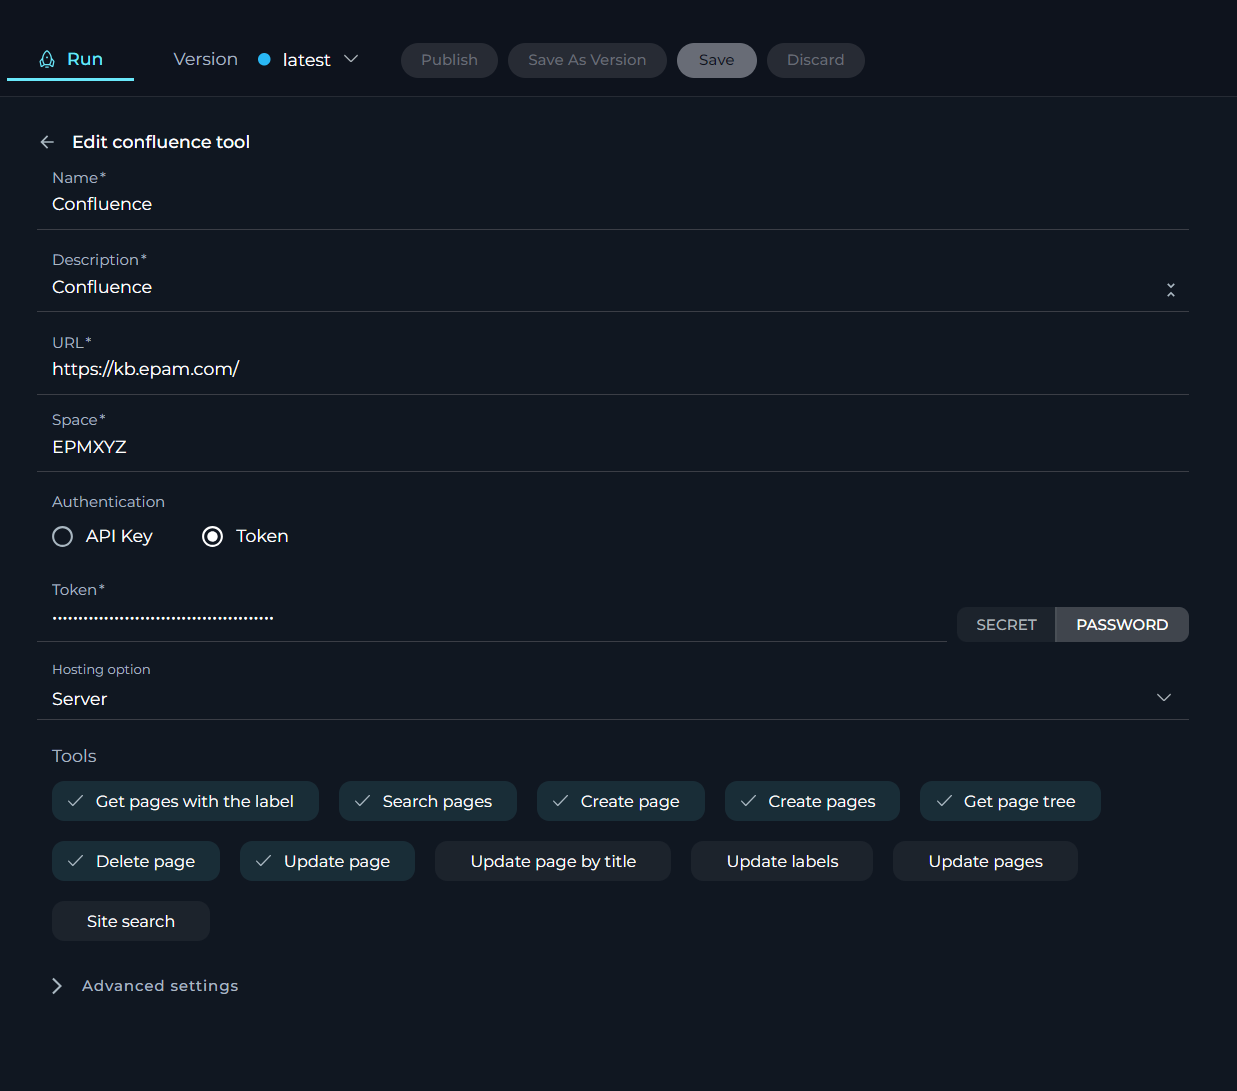 Run Version latest Publish Save As Version Save Discard
Edit confluence tool
Name*
Confluence
Description*
Confluence
URL*
https://kb.epam.com/
Space*
EPMXYZ
Authentication
API Key Token
Token*
••••••••••••••••••••••••••••••••••••••••••••
SECRET PASSWORD
Hosting option
Server
Tools
Get pages with the label Search pages Create page Create pages Get page tree
Delete page Update page Update page by title Update labels Update pages
Site search
Advanced settings